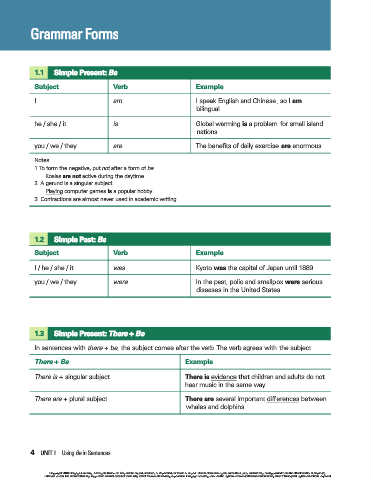 Grammar Forms
1.1 Simple Present: Be
Subject Verb Example
I am I speak English and Chinese, so I am
bilingual
he / she / it is Global warming is a problem for small island
nations
you / we / they are The benefits of daily exercise are enormous
Notes
1 To form the negative, put not after a form of be
Koalas are not active during the daytime
2 A gerund is a singular subject
Playing computer games is a popular hobby
3 Contractions are almost never used in academic writing
1.2 Simple Past: Be
Subject Verb Example
I / he / she / it was Kyoto was the capital of Japan until 1869
you / we / they were In the past, polio and smallpox were serious
diseases in the United States
1.3 Simple Present: There + Be
In sentences with there + be, the subject comes after the verb The verb agrees with the subject
There + Be Example
There is + singular subject There is evidence that children and adults do not
hear music in the same way
There are + plural subject There are several important differences between
whales and dolphins
4 UNIT 1 Using Be in Sentences